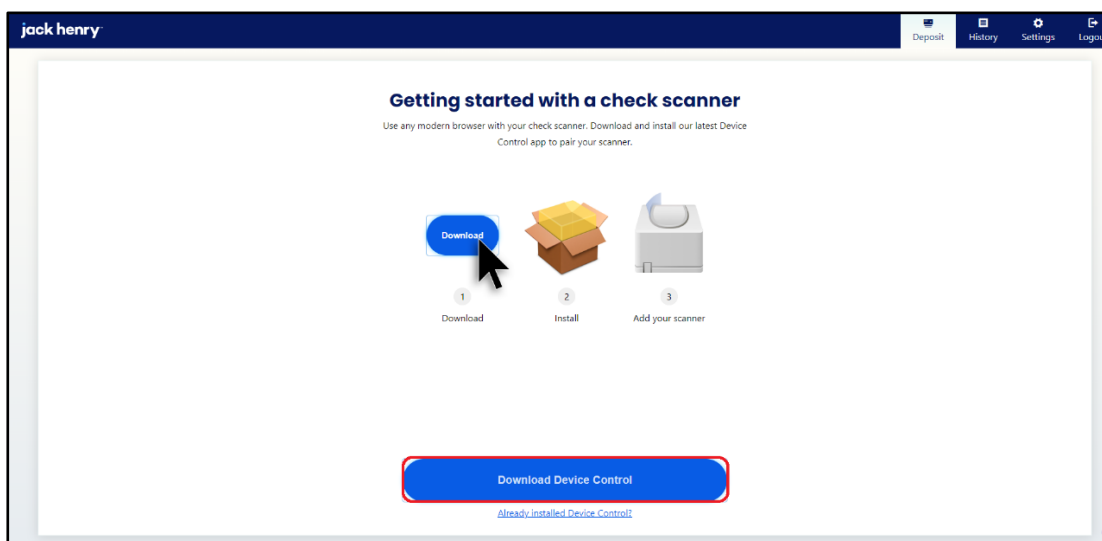 jack henry
Deposit
History
Settings
Logou
Getting started with a check scanner
Use any modern browser with your check scanner. Download and install our latest Device
Control app to pair your scanner.
Download
1
2
3
Download
Install
Add your scanner
Download Device Control
Already installed Device Control?